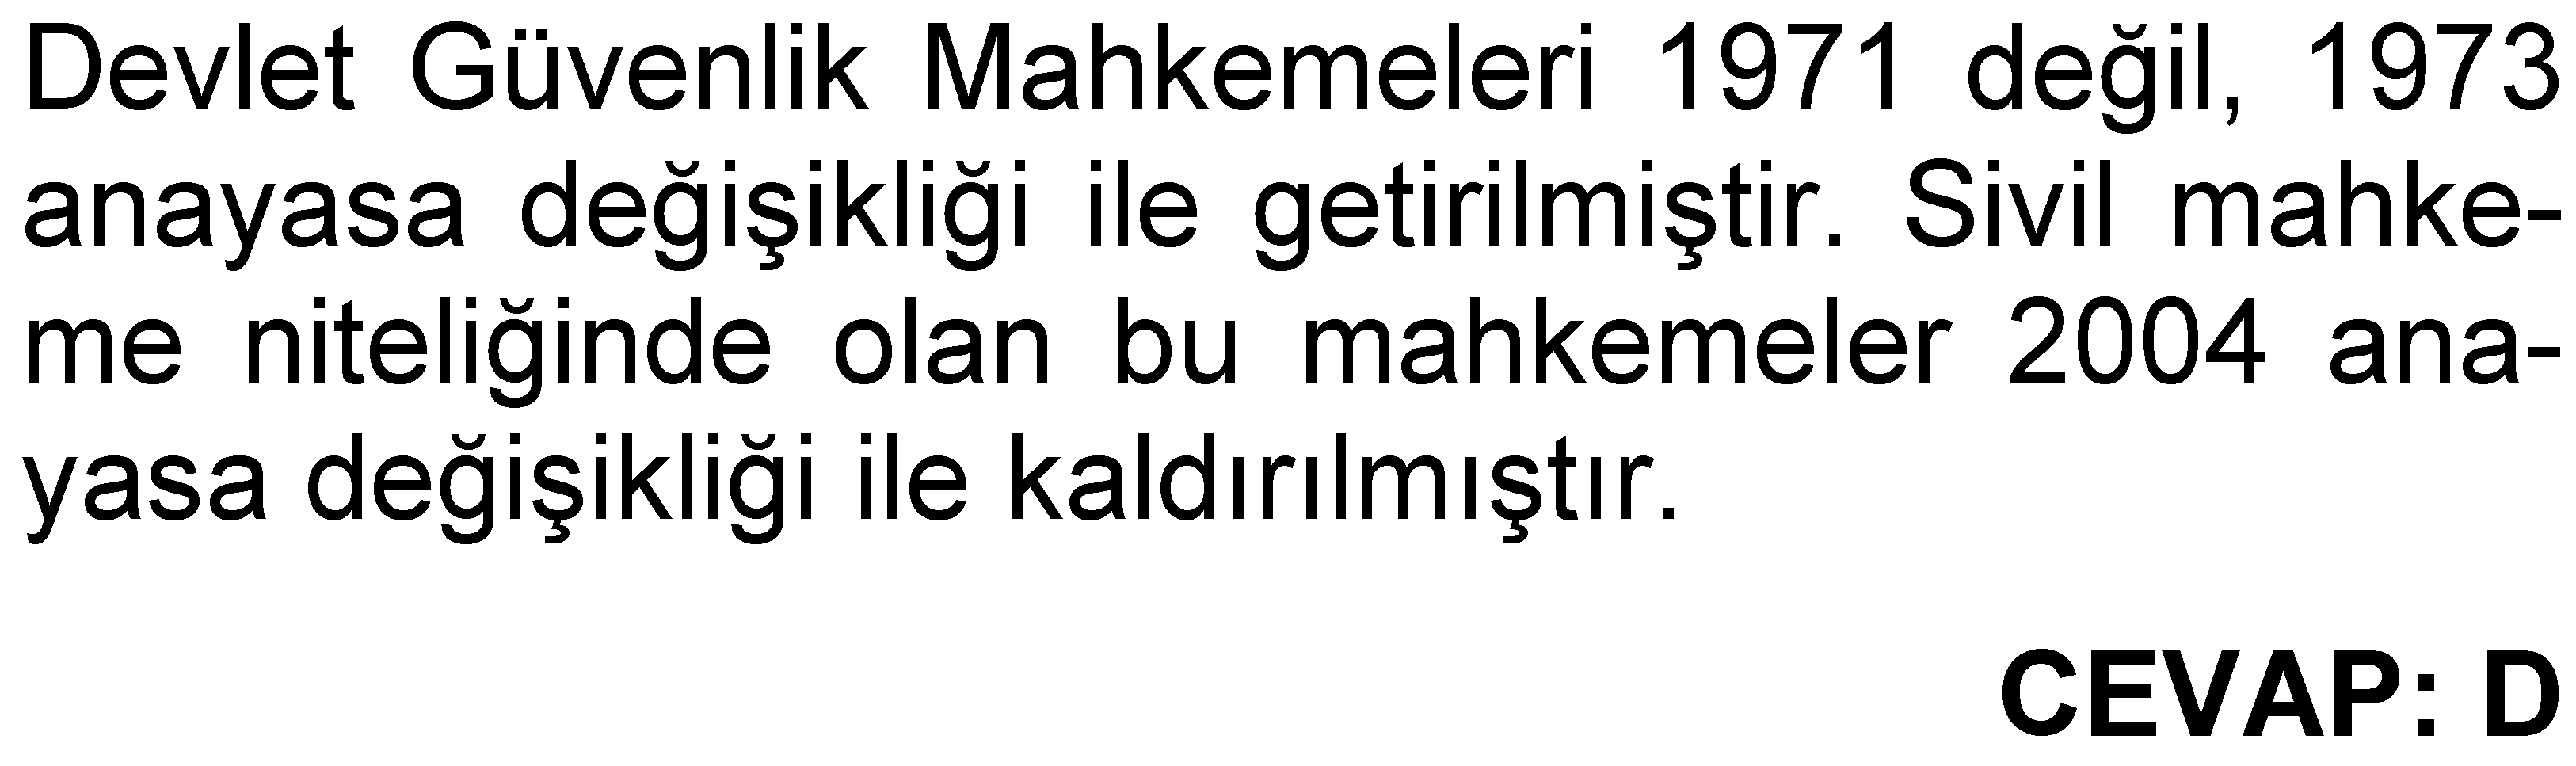 Devlet Güvenlik Mahkemeleri 1971 değil, 1973
anayasa değişikliği ile getirilmiştir. Sivil mahke-
me niteliğinde olan bu mahkemeler 2004 ana-
yasa değişikliği ile kaldırılmıştır.
CEVAP: D